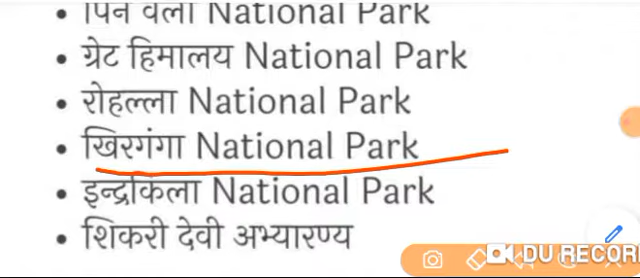 पिन वेली National Park
ग्रेट हिमालय National Park
रोहल्ला National Park
खिरगंगा National Park
इन्द्रकिला National Park
शिकरी देवी अभ्यारण्य
DU RECOR